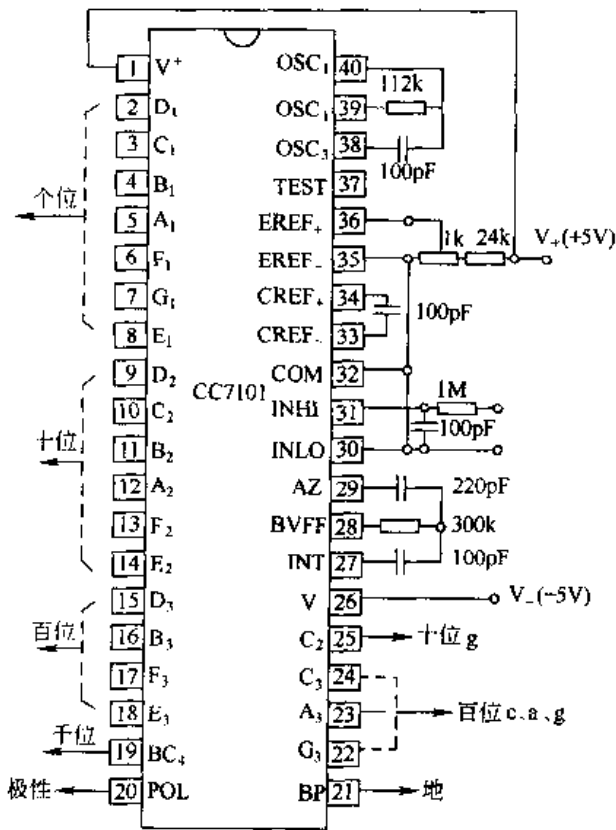 1 V⁺
2 D₁
3 C₁
4 B₁
5 A₁
6 F₁
7 G₁
8 E₁
个位
9 D₂
10 C₂
11 B₂
12 A₂
13 F₂
14 E₂
十位
15 D₃
16 B₃
17 F₃
18 E₃
百位
千位 19 BC₄
极性 20 POL
CC7101
OSC₁ 40
OSC₁ 39
112k
OSC₃ 38
100pF
TEST 37
EREF₊ 36
EREF₋ 35
1k 24k V₊(+5V)
CREF₊ 34
CREF₋ 33
100pF
COM 32
INHI 31
1M
100pF
INLO 30
AZ 29
220pF
BVFF 28
300k
INT 27
100pF
V 26 V₋(-5V)
C₂ 25 十位 g
C₃ 24
A₃ 23 百位 c、a、g
G₃ 22
BP 21 地